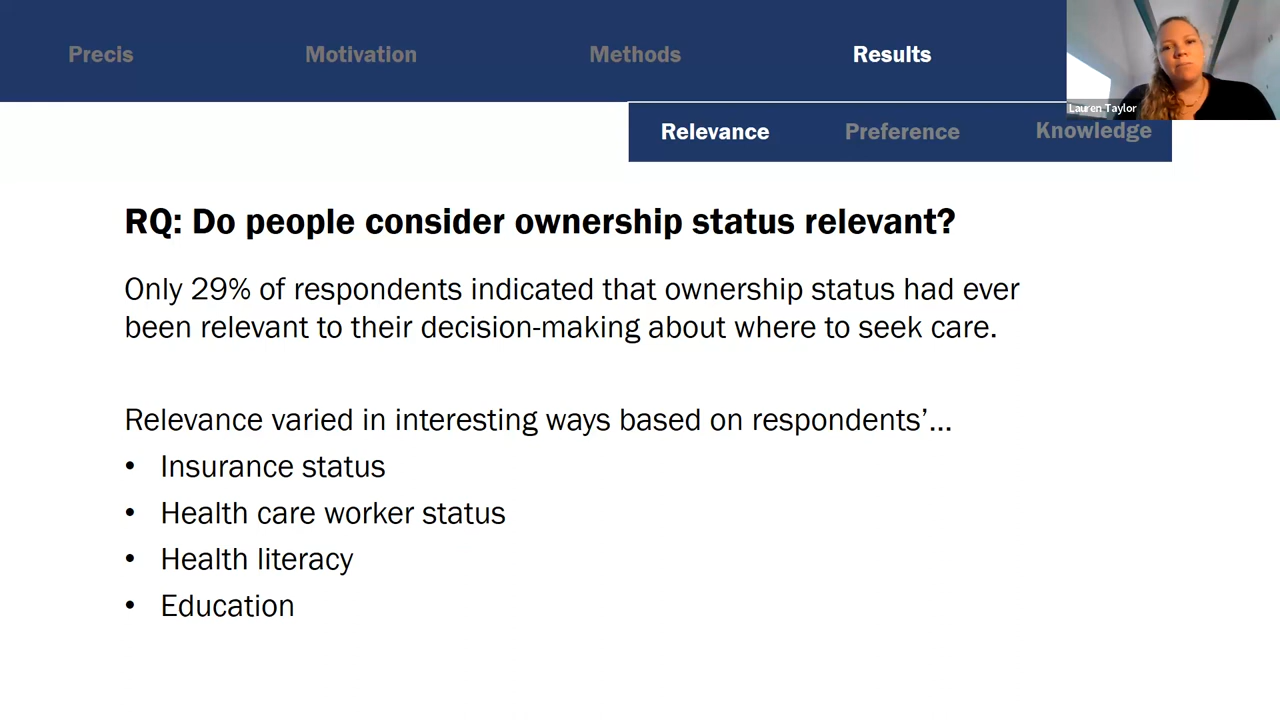 Precis Motivation Methods Results
Lauren Taylor
Relevance Preference Knowledge
RQ: Do people consider ownership status relevant?
Only 29% of respondents indicated that ownership status had ever
been relevant to their decision-making about where to seek care.
Relevance varied in interesting ways based on respondents’...
• Insurance status
• Health care worker status
• Health literacy
• Education